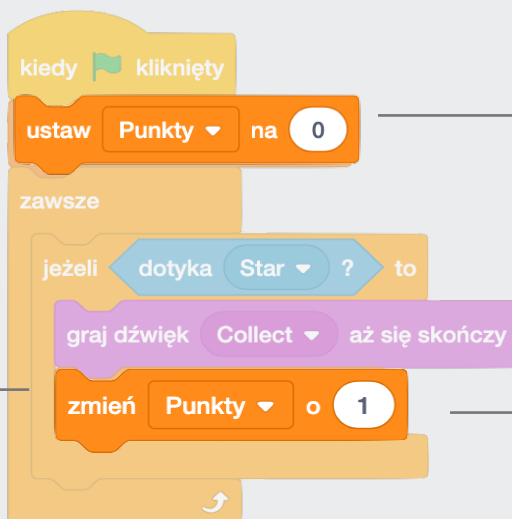 kiedy kliknięty
ustaw Punkty na 0
zawsze
jeżeli dotyka Star ? to
graj dźwięk Collect aż się skończy
zmień Punkty o 1